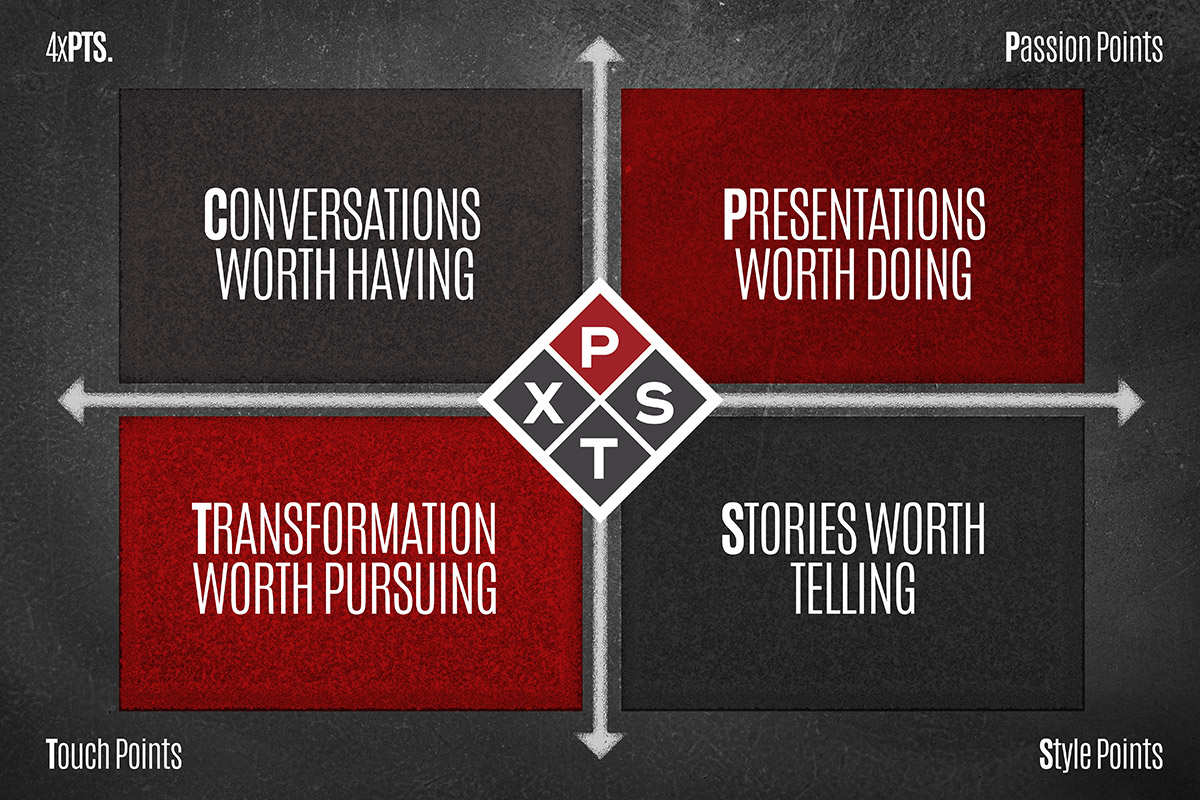 4xPTS.
Passion Points
CONVERSATIONS
WORTH HAVING
PRESENTATIONS
WORTH DOING
P
X
S
T
TRANSFORMATION
WORTH PURSUING
STORIES WORTH
TELLING
Touch Points
Style Points